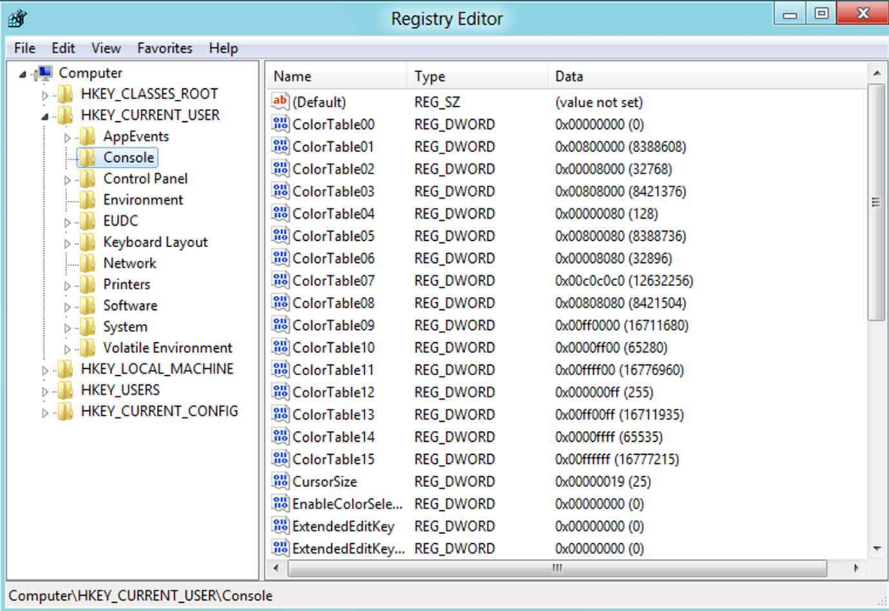 Registry Editor
File Edit View Favorites Help
Computer
HKEY_CLASSES_ROOT
HKEY_CURRENT_USER
AppEvents
Console
Control Panel
Environment
EUDC
Keyboard Layout
Network
Printers
Software
System
Volatile Environment
HKEY_LOCAL_MACHINE
HKEY_USERS
HKEY_CURRENT_CONFIG
Name Type Data
(Default) REG_SZ (value not set)
ColorTable00 REG_DWORD 0x00000000 (0)
ColorTable01 REG_DWORD 0x00800000 (8388608)
ColorTable02 REG_DWORD 0x00008000 (32768)
ColorTable03 REG_DWORD 0x00808000 (8421376)
ColorTable04 REG_DWORD 0x00000080 (128)
ColorTable05 REG_DWORD 0x00800080 (8388736)
ColorTable06 REG_DWORD 0x00008080 (32896)
ColorTable07 REG_DWORD 0x00c0c0c0 (12632256)
ColorTable08 REG_DWORD 0x00808080 (8421504)
ColorTable09 REG_DWORD 0x00ff0000 (16711680)
ColorTable10 REG_DWORD 0x0000ff00 (65280)
ColorTable11 REG_DWORD 0x00ffff00 (16776960)
ColorTable12 REG_DWORD 0x000000ff (255)
ColorTable13 REG_DWORD 0x00ff00ff (16711935)
ColorTable14 REG_DWORD 0x0000ffff (65535)
ColorTable15 REG_DWORD 0x00ffffff (16777215)
CursorSize REG_DWORD 0x00000019 (25)
EnableColorSele... REG_DWORD 0x00000000 (0)
ExtendedEditKey REG_DWORD 0x00000000 (0)
ExtendedEditKey... REG_DWORD 0x00000000 (0)
Computer\HKEY_CURRENT_USER\Console